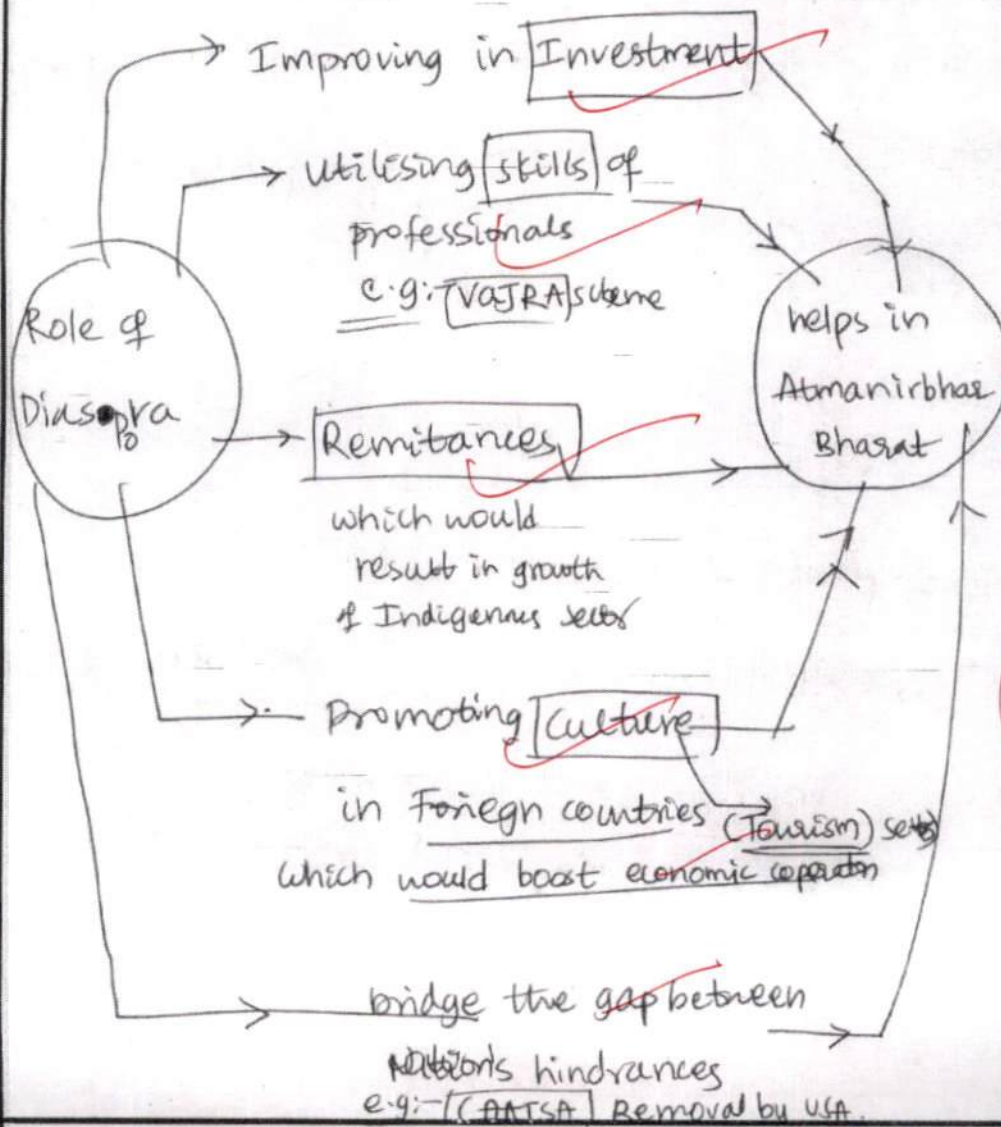 Improving in Investment
Utilising skills of
professionals
e.g:- VAJRA scheme
Role of
Diaspora
helps in
Atmanirbhar
Bharat
Remitances
which would
result in growth
of Indigenous sector
Promoting Culture
in Foriegn countries (Tourism) sector
which would boost economic coperatn
bridge the gap between
Nation's hindrances
e.g:- CAATSA Removal by USA.